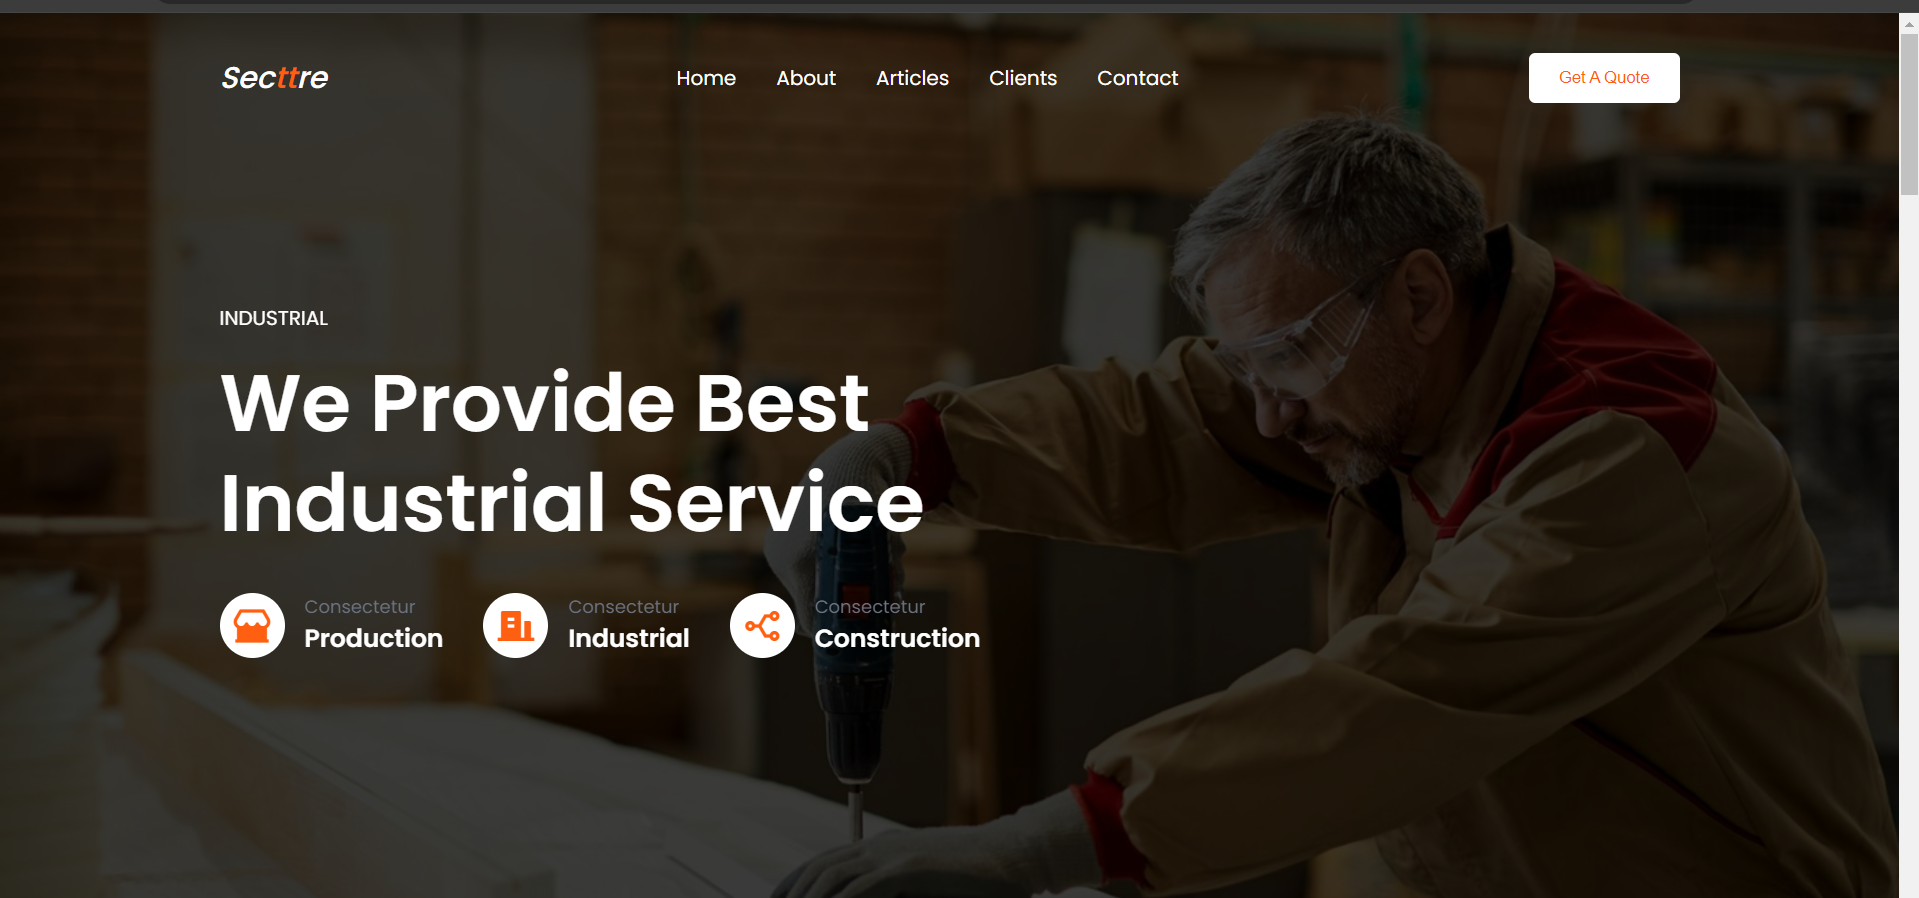 Secttre
Home
About
Articles
Clients
Contact
Get A Quote
INDUSTRIAL
We Provide Best
Industrial Service
Consectetur
Production
Consectetur
Industrial
Consectetur
Construction